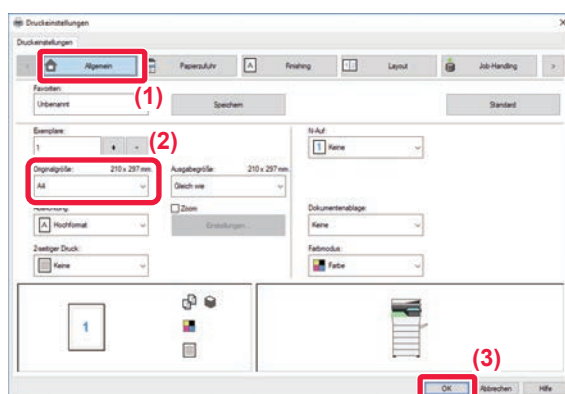 Druckeinstellungen
Druckeinstellungen
Allgemein Papierzufuhr Finishing Layout Job-Handling
(1)
Favoriten:
Unbenannt Speichern Standard
Exemplare: N-Auf:
(2)
1 + - 1 Keine
Originalgröße: 210 x 297 mm. Ausgabegröße: 210 x 297 mm.
A4 Gleich wie
Ausrichtung: Zoom Dokumentenablage:
A Hochformat Einstellungen... Keine
2-seitiger Druck: Farbmodus:
Keine Farbe
1
(3)
OK Abbrechen Hilfe